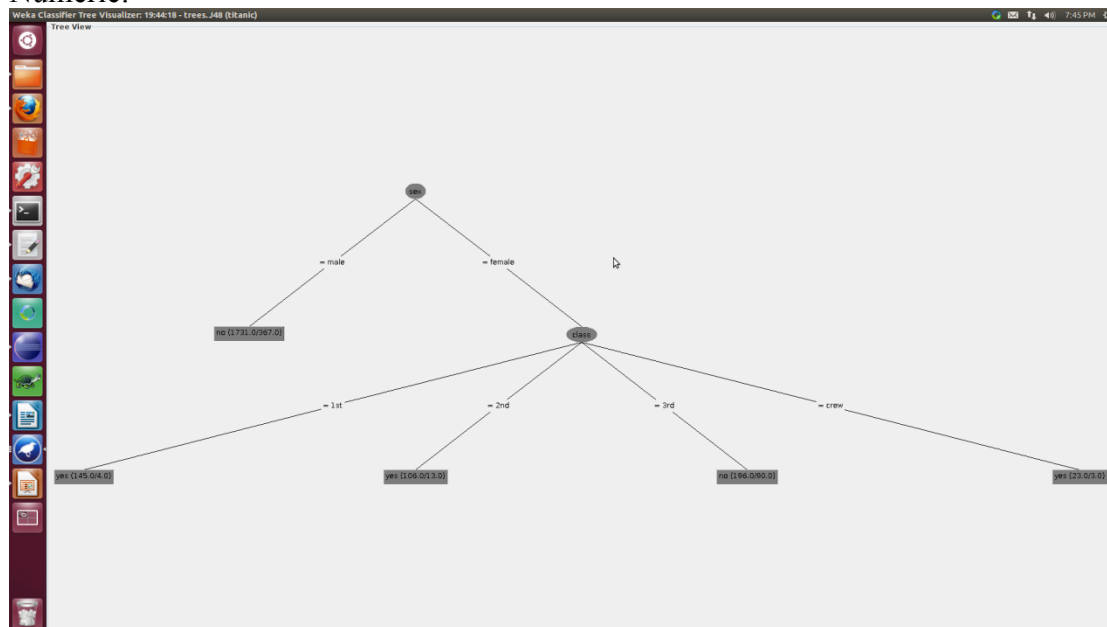 Numeric:
Weka Classifier Tree Visualizer: 19:44:18 - trees.J48 (titanic)
7:45 PM
Tree View
sex
= male
= female
no (1731.0/367.0)
class
= 1st
= 2nd
= 3rd
= crew
yes (145.0/4.0)
yes (106.0/13.0)
no (196.0/90.0)
yes (23.0/3.0)